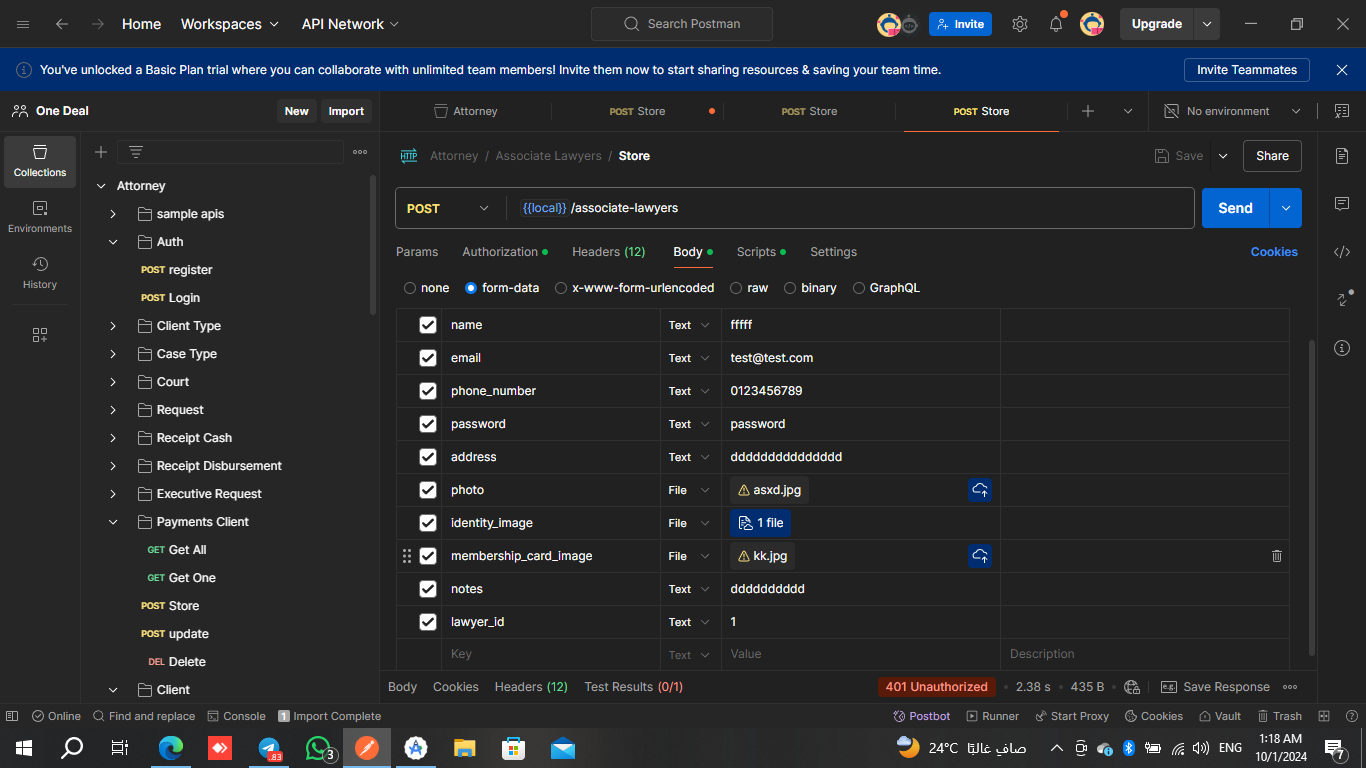 Home Workspaces API Network Search Postman Invite Upgrade
You've unlocked a Basic Plan trial where you can collaborate with unlimited team members! Invite them now to start sharing resources & saving your team time. Invite Teammates
One Deal New Import Attorney POST Store POST Store POST Store No environment
Collections
Environments
History
Attorney
sample apis
Auth
POST register
POST Login
Client Type
Case Type
Court
Request
Receipt Cash
Receipt Disbursement
Executive Request
Payments Client
GET Get All
GET Get One
POST Store
POST update
DEL Delete
Client
HTTP Attorney / Associate Lawyers / Store Save Share
POST {{local}} /associate-lawyers Send
Params Authorization Headers (12) Body Scripts Settings Cookies
none form-data x-www-form-urlencoded raw binary GraphQL
name Text fffff
email Text test@test.com
phone_number Text 0123456789
password Text password
address Text ddddddddddddddd
photo File asxd.jpg
identity_image File 1 file
membership_card_image File kk.jpg
notes Text dddddddddd
lawyer_id Text 1
Key Text Value Description
Body Cookies Headers (12) Test Results (0/1) 401 Unauthorized 2.38 s 435 B e.g. Save Response
Online Find and replace Console 1 Import Complete Postbot Runner Start Proxy Cookies Vault Trash
.83 3 24°C صافٍ غالبًا ENG 1:18 AM
10/1/2024 7